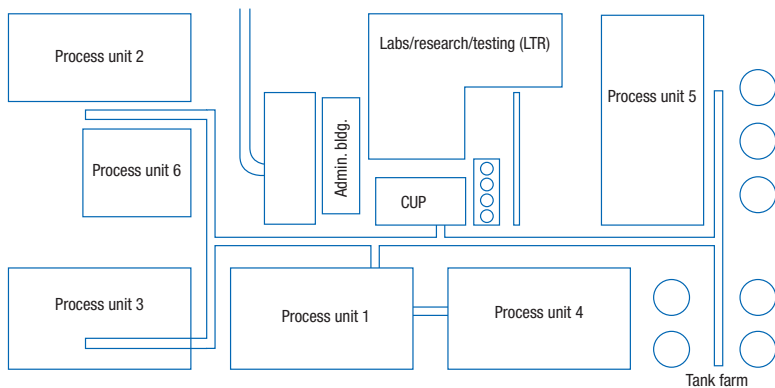 Process unit 2
Labs/research/testing (LTR)
Process unit 5
Admin. bldg.
Process unit 6
CUP
Process unit 3
Process unit 1
Process unit 4
Tank farm